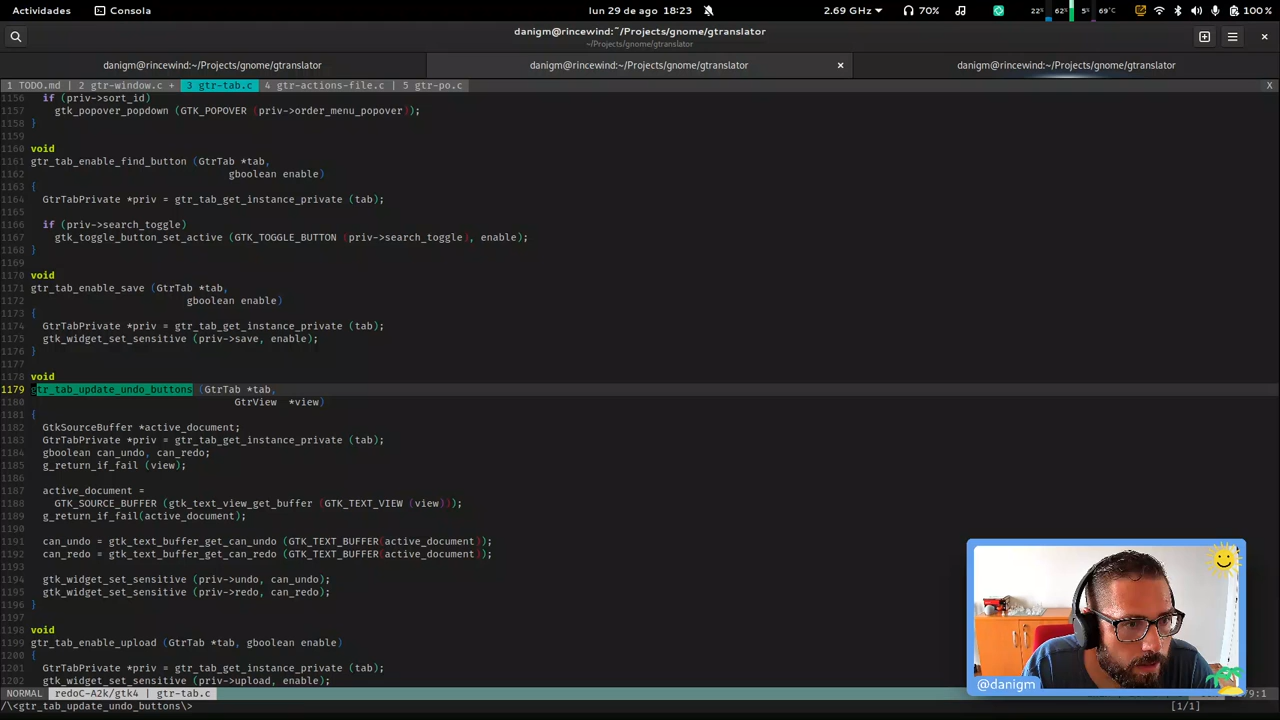 Actividades Consola lun 29 de ago 18:23 2.69 GHz 70% 22% 62% 5% 69°C 100 %
danigm@rincewind:~/Projects/gnome/gtranslator
~/Projects/gnome/gtranslator
danigm@rincewind:~/Projects/gnome/gtranslator danigm@rincewind:~/Projects/gnome/gtranslator danigm@rincewind:~/Projects/gnome/gtranslator
1 TODO.md 2 gtr-window.c + 3 gtr-tab.c 4 gtr-actions-file.c 5 gtr-po.c X
1156 if (priv->sort_id)
1157 gtk_popover_popdown (GTK_POPOVER (priv->order_menu_popover));
1158 }
1159
1160 void
1161 gtr_tab_enable_find_button (GtrTab *tab,
1162 gboolean enable)
1163 {
1164 GtrTabPrivate *priv = gtr_tab_get_instance_private (tab);
1165
1166 if (priv->search_toggle)
1167 gtk_toggle_button_set_active (GTK_TOGGLE_BUTTON (priv->search_toggle), enable);
1168 }
1169
1170 void
1171 gtr_tab_enable_save (GtrTab *tab,
1172 gboolean enable)
1173 {
1174 GtrTabPrivate *priv = gtr_tab_get_instance_private (tab);
1175 gtk_widget_set_sensitive (priv->save, enable);
1176 }
1177
1178 void
1179 gtr_tab_update_undo_buttons (GtrTab *tab,
1180 GtrView *view)
1181 {
1182 GtkSourceBuffer *active_document;
1183 GtrTabPrivate *priv = gtr_tab_get_instance_private (tab);
1184 gboolean can_undo, can_redo;
1185 g_return_if_fail (view);
1186
1187 active_document =
1188 GTK_SOURCE_BUFFER (gtk_text_view_get_buffer (GTK_TEXT_VIEW (view)));
1189 g_return_if_fail(active_document);
1190
1191 can_undo = gtk_text_buffer_get_can_undo (GTK_TEXT_BUFFER(active_document));
1192 can_redo = gtk_text_buffer_get_can_redo (GTK_TEXT_BUFFER(active_document));
1193
1194 gtk_widget_set_sensitive (priv->undo, can_undo);
1195 gtk_widget_set_sensitive (priv->redo, can_redo);
1196 }
1197
1198 void
1199 gtr_tab_enable_upload (GtrTab *tab, gboolean enable)
1200 {
1201 GtrTabPrivate *priv = gtr_tab_get_instance_private (tab);
1202 gtk_widget_set_sensitive (priv->upload, enable);
@danigm
NORMAL redoC-A2k/gtk4 | gtr-tab.c
/\<gtr_tab_update_undo_buttons\> [1/1]